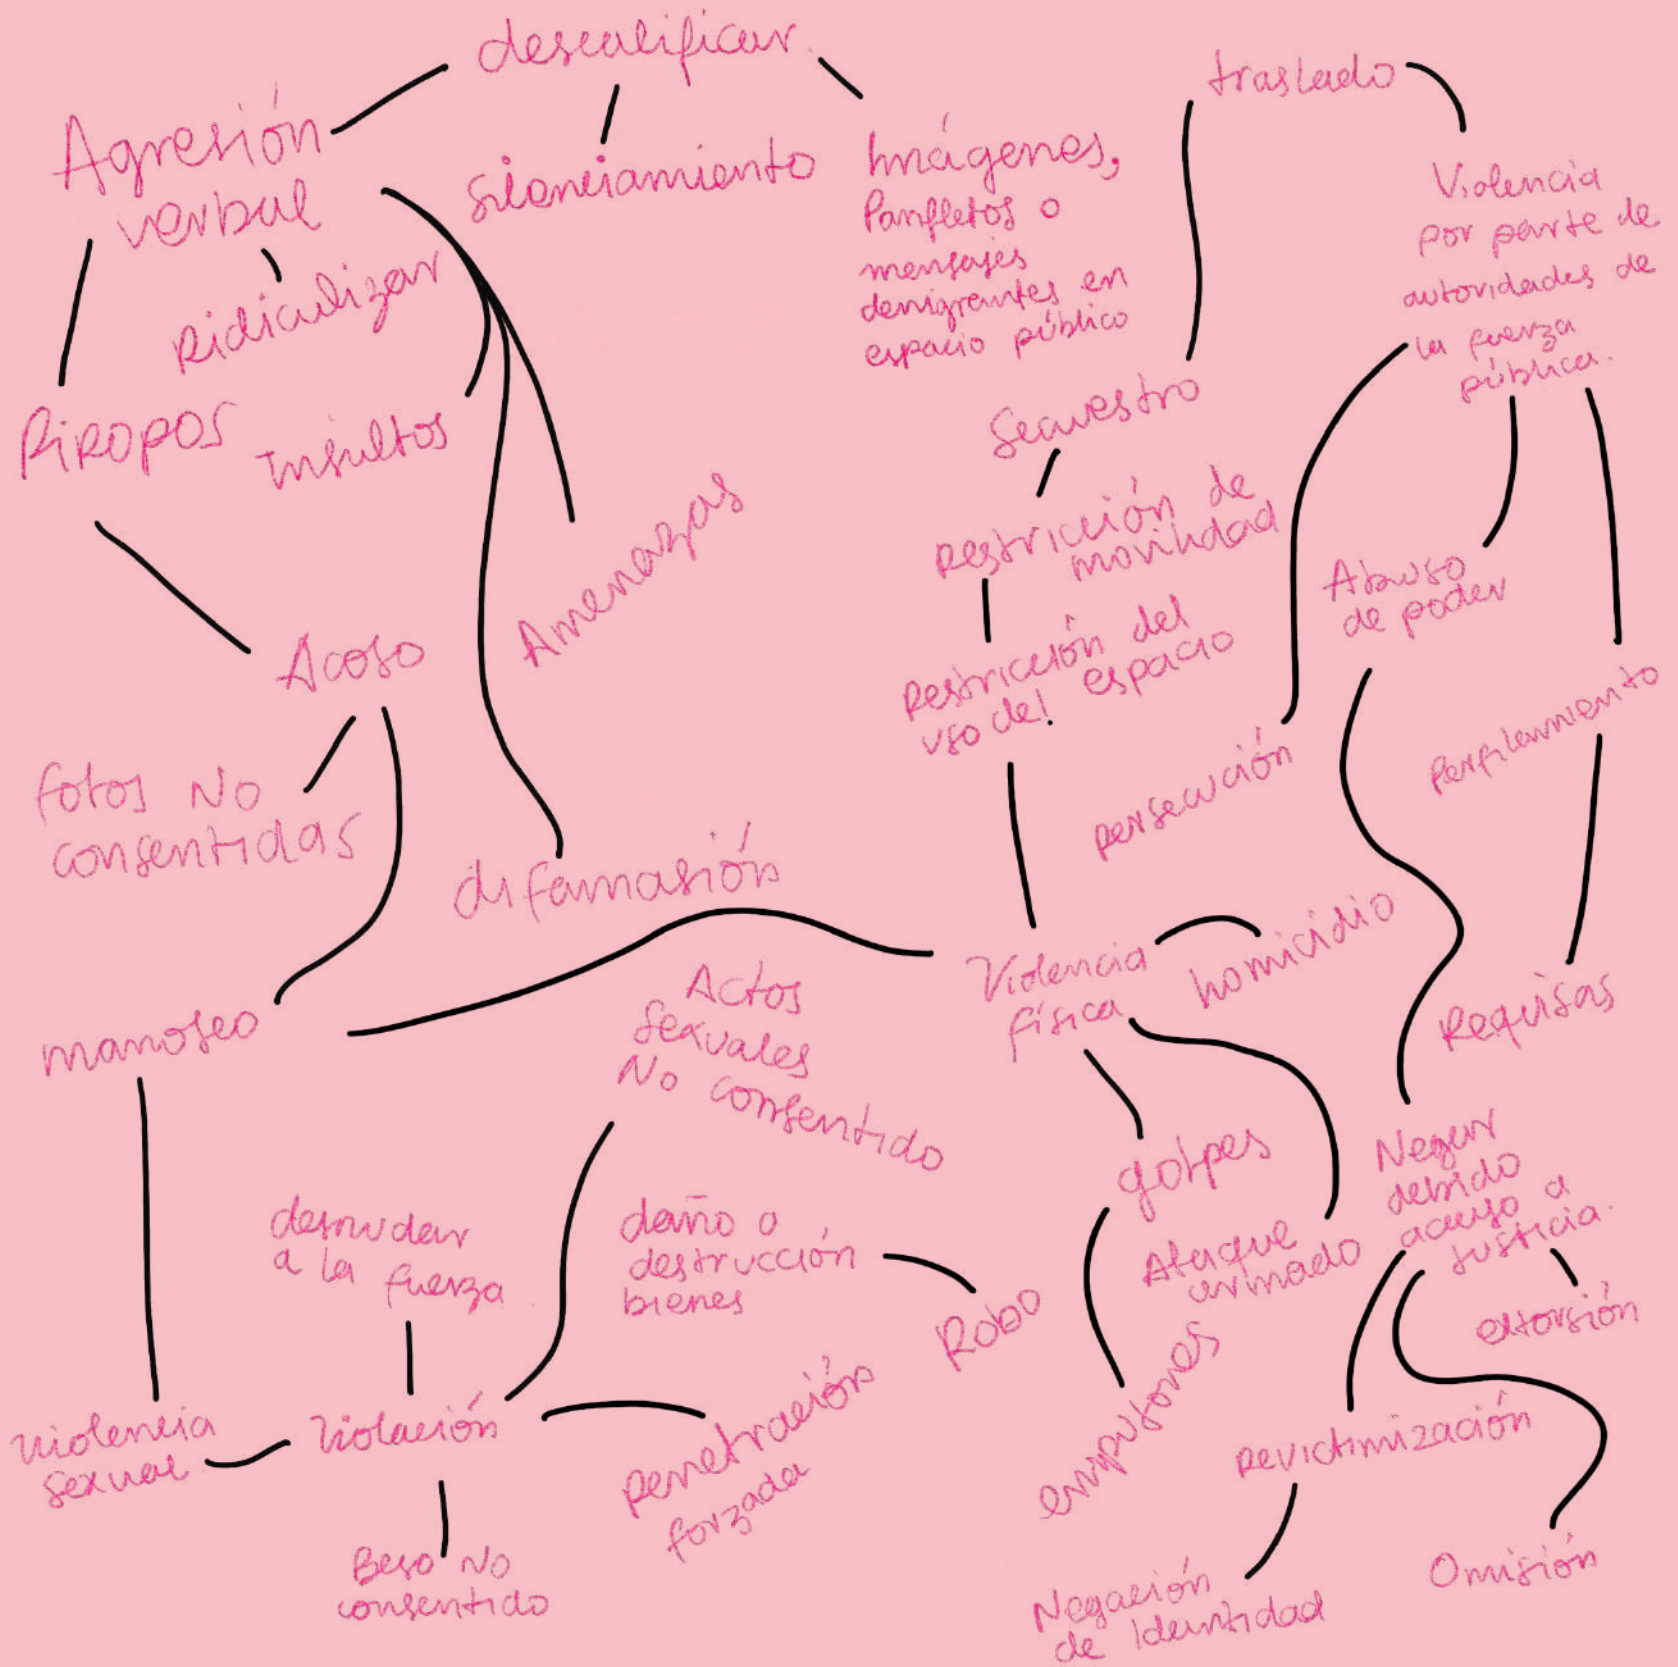 descalificar.
Agresión
verbal
silenciamiento
Imágenes,
Panfletos o
mensajes
denigrantes en
espacio público
traslado
Violencia
por parte de
autoridades de
la fuerza
pública.
Ridiculizar
Piropos
Insultos
Amenazas
Secuestro
Restricción de
movilidad
Restricción del
uso del espacio
Abuso
de poder
Acoso
fotos No
consentidas
difamasión
persecución
Perfilamiento
manoseo
Actos
sexuales
No consentido
Violencia
física
homicidio
Requisas
desnudar
a la fuerza
daño o
destrucción
bienes
Robo
golpes
Ataque
armado
Negar
debido
acceso a
justicia.
extorsión
violencia
sexual
Violación
penetración
forzada
empujones
Revictimización
Beso No
consentido
Negación
de Identidad
Omisión